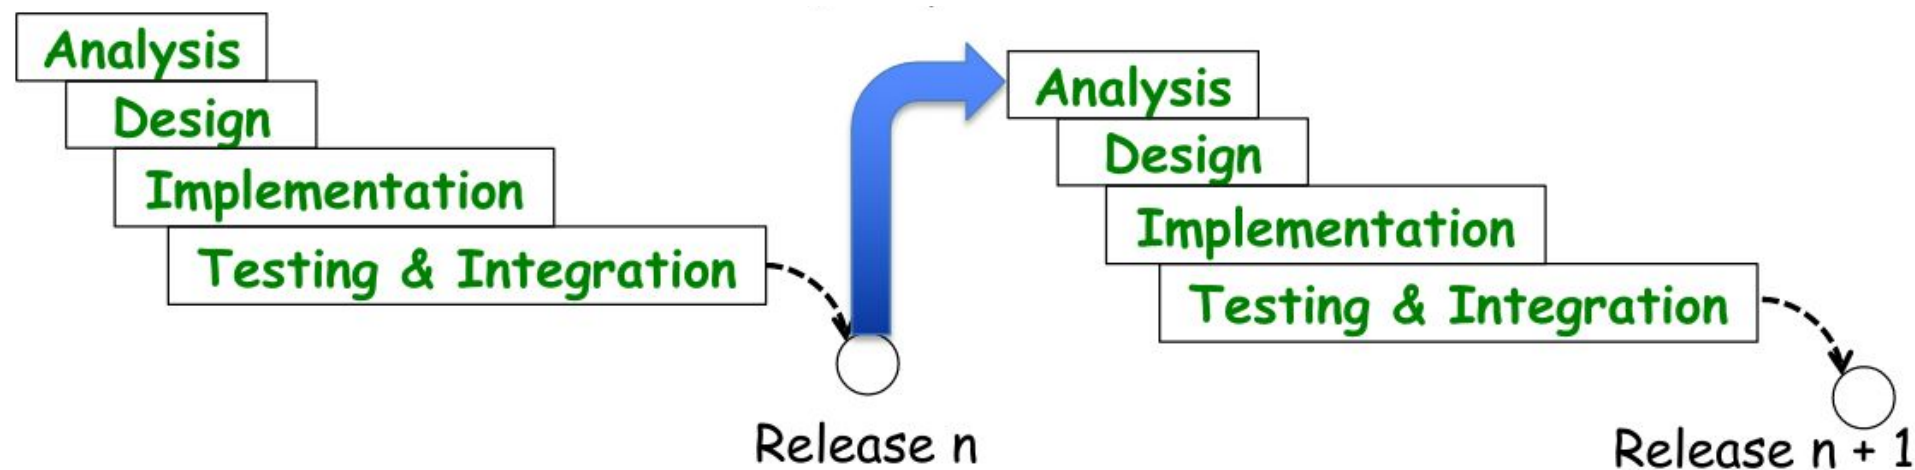 Analysis
Design
Implementation
Testing & Integration
Release n
Analysis
Design
Implementation
Testing & Integration
Release n + 1